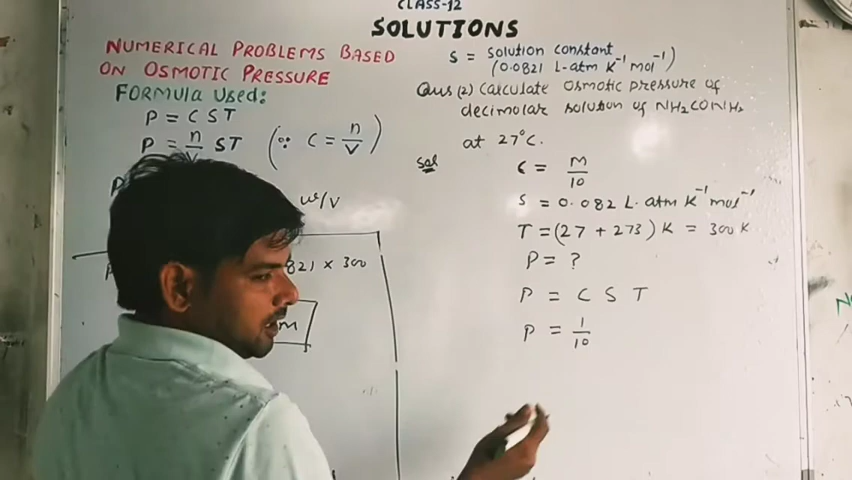 CLASS-12
SOLUTIONS
NUMERICAL PROBLEMS BASED
ON OSMOTIC PRESSURE
FORMULA USED:
P = C S T
P = n/V ST (∵ C = n/V)
w/V
821 × 300
m
S = solution constant
(0.0821 L-atm K⁻¹ mol⁻¹)
Qus (2) Calculate osmotic pressure of
decimolar solution of NH₂CONH₂
at 27°C.
Sol
C = M/10
S = 0.082 L.atm K⁻¹ mol⁻¹
T = (27 + 273) K = 300 K
P = ?
P = C S T
P = 1/10